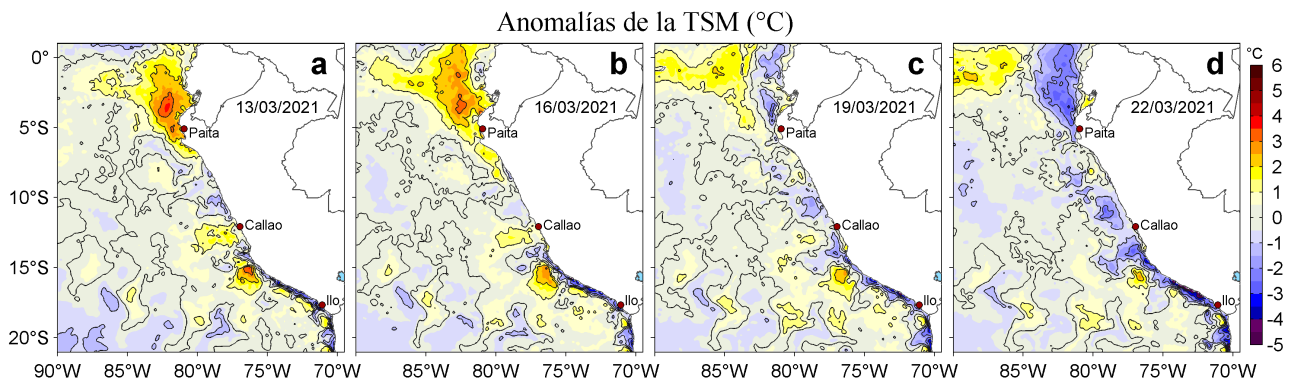 Anomalías de la TSM (°C)
a b c d
13/03/2021 16/03/2021 19/03/2021 22/03/2021
Paita Paita Paita Paita
Callao Callao Callao Callao
Ilo Ilo Ilo Ilo
0°
5°S
10°S
15°S
20°S
90°W 85°W 80°W 75°W 70°W 85°W 80°W 75°W 70°W 85°W 80°W 75°W 70°W 85°W 80°W 75°W 70°W
°C
6
5
4
3
2
1
0
-1
-2
-3
-4
-5